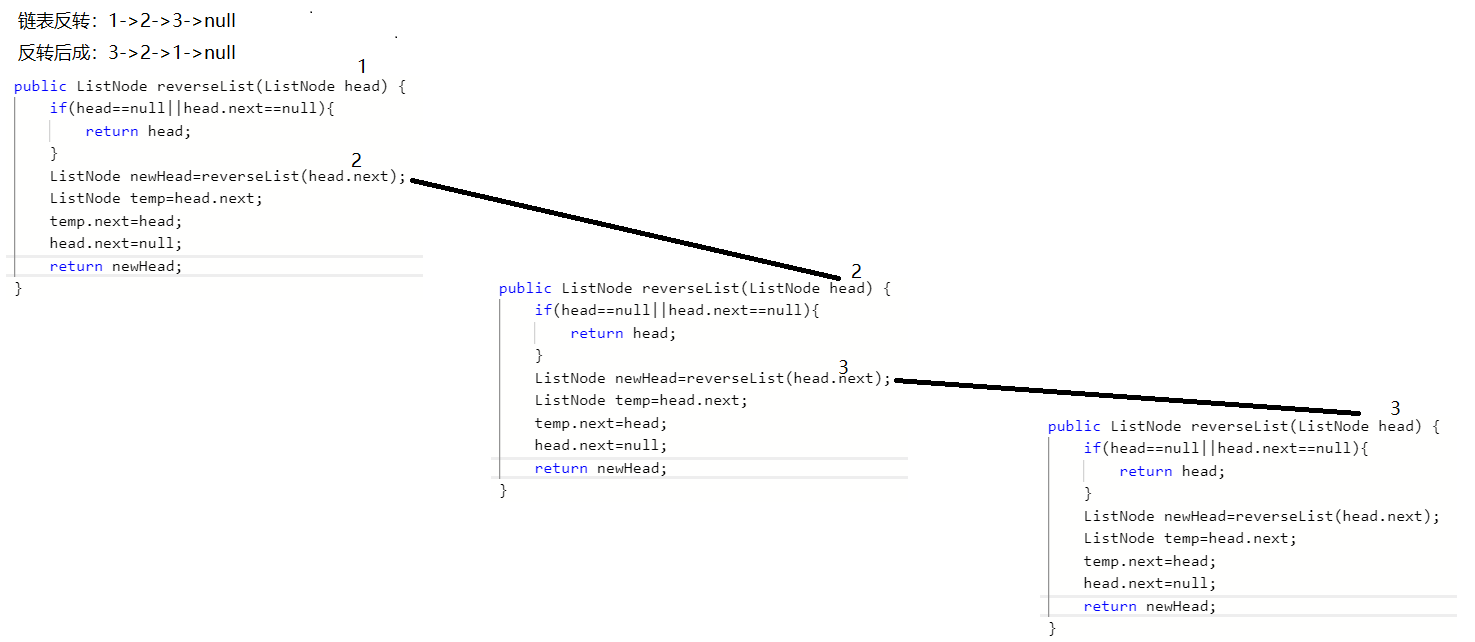 链表反转：1->2->3->null
反转后成：3->2->1->null
1
public ListNode reverseList(ListNode head) {
if(head==null||head.next==null){
return head;
}
2
ListNode newHead=reverseList(head.next);
ListNode temp=head.next;
temp.next=head;
head.next=null;
return newHead;
}
2
public ListNode reverseList(ListNode head) {
if(head==null||head.next==null){
return head;
}
3
ListNode newHead=reverseList(head.next);
ListNode temp=head.next;
temp.next=head;
head.next=null;
return newHead;
}
3
public ListNode reverseList(ListNode head) {
if(head==null||head.next==null){
return head;
}
ListNode newHead=reverseList(head.next);
ListNode temp=head.next;
temp.next=head;
head.next=null;
return newHead;
}